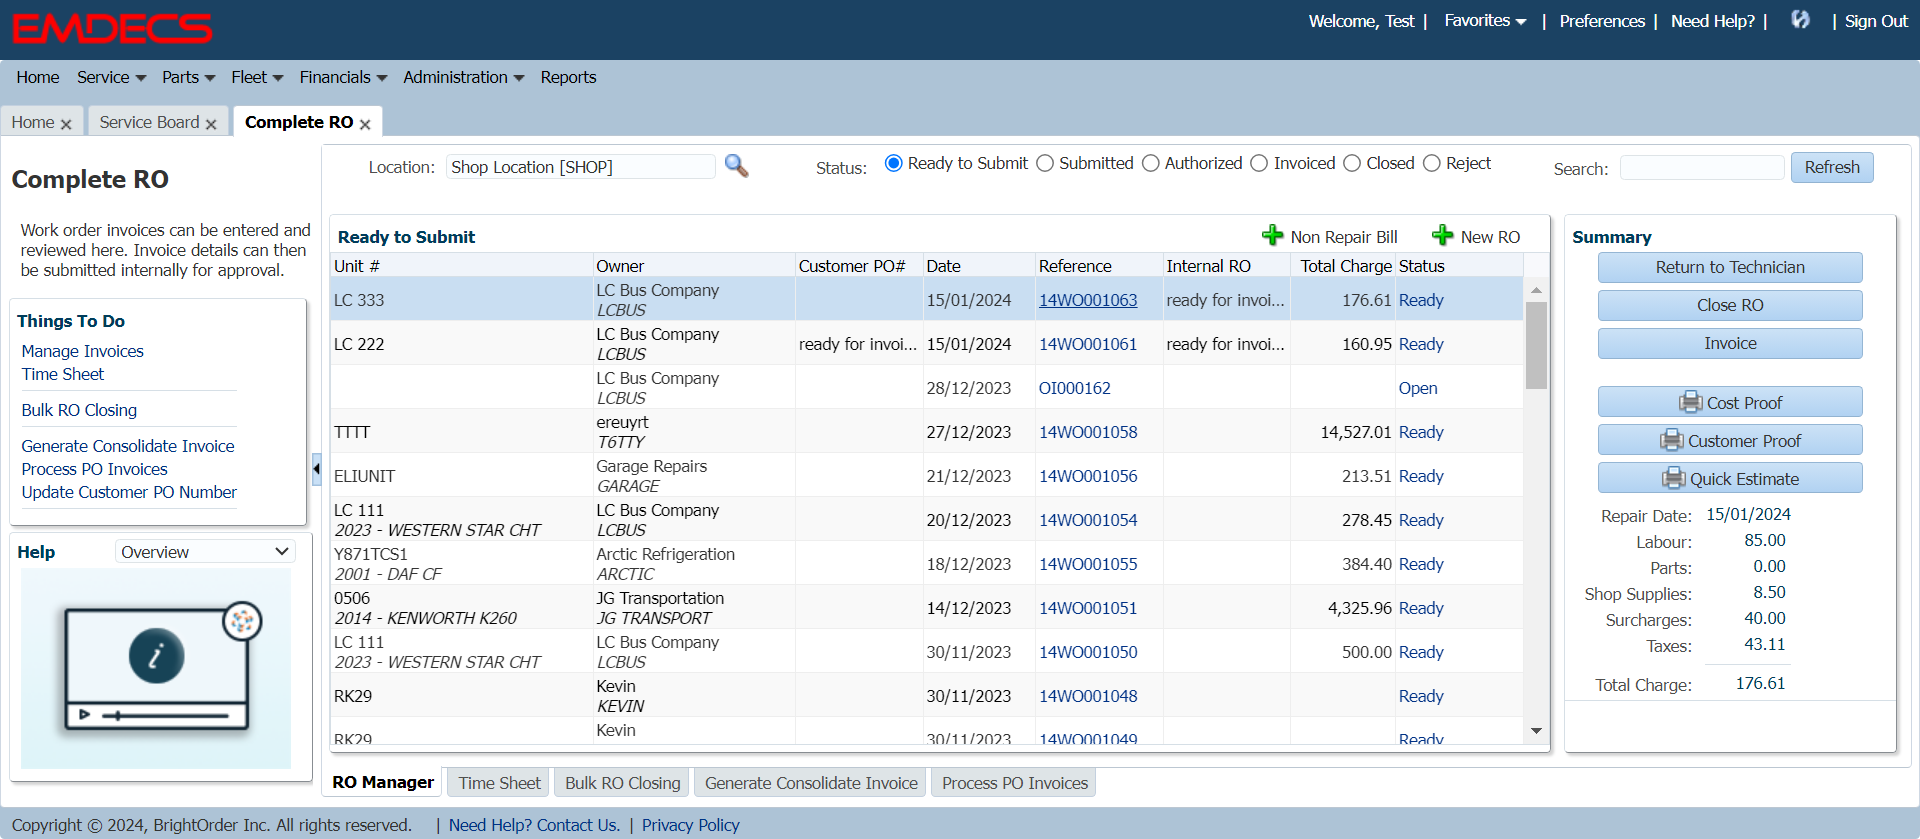 EMDECS
Welcome, Test | Favorites | Preferences | Need Help? | | Sign Out
Home Service Parts Fleet Financials Administration Reports
Home Service Board Complete RO
Complete RO
Work order invoices can be entered and
reviewed here. Invoice details can then
be submitted internally for approval.
Things To Do
Manage Invoices
Time Sheet
Bulk RO Closing
Generate Consolidate Invoice
Process PO Invoices
Update Customer PO Number
Help Overview
i
Location: Shop Location [SHOP] Status: Ready to Submit Submitted Authorized Invoiced Closed Reject Search: Refresh
Ready to Submit Non Repair Bill New RO
Unit # Owner Customer PO# Date Reference Internal RO Total Charge Status
LC 333 LC Bus Company 15/01/2024 14WO001063 ready for invoi... 176.61 Ready
LCBUS
LC 222 LC Bus Company ready for invoi... 15/01/2024 14WO001061 ready for invoi... 160.95 Ready
LCBUS
LC Bus Company 28/12/2023 OI000162 Open
LCBUS
TTTT ereuyrt 27/12/2023 14WO001058 14,527.01 Ready
T6TTY
ELIUNIT Garage Repairs 21/12/2023 14WO001056 213.51 Ready
GARAGE
LC 111 LC Bus Company 20/12/2023 14WO001054 278.45 Ready
2023 - WESTERN STAR CHT LCBUS
Y871TCS1 Arctic Refrigeration 18/12/2023 14WO001055 384.40 Ready
2001 - DAF CF ARCTIC
0506 JG Transportation 14/12/2023 14WO001051 4,325.96 Ready
2014 - KENWORTH K260 JG TRANSPORT
LC 111 LC Bus Company 30/11/2023 14WO001050 500.00 Ready
2023 - WESTERN STAR CHT LCBUS
RK29 Kevin 30/11/2023 14WO001048 Ready
KEVIN
RK29 Kevin 30/11/2023 14WO001049 Ready
Summary
Return to Technician
Close RO
Invoice
Cost Proof
Customer Proof
Quick Estimate
Repair Date: 15/01/2024
Labour: 85.00
Parts: 0.00
Shop Supplies: 8.50
Surcharges: 40.00
Taxes: 43.11
Total Charge: 176.61
RO Manager Time Sheet Bulk RO Closing Generate Consolidate Invoice Process PO Invoices
Copyright © 2024, BrightOrder Inc. All rights reserved. | Need Help? Contact Us. | Privacy Policy